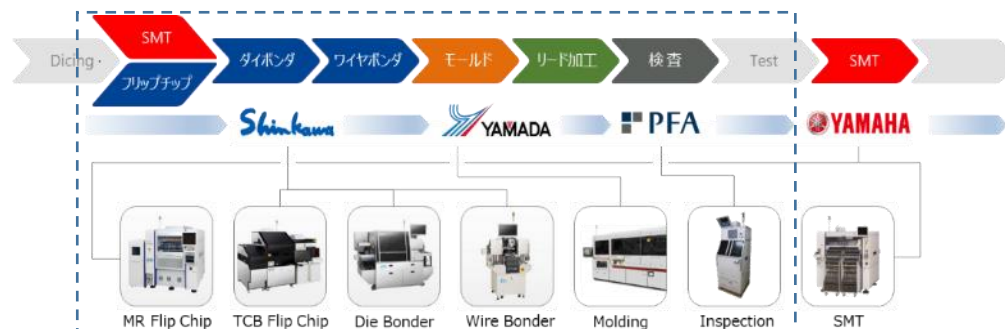 SMT
Dicing・
フリップチップ
ダイボンダ
ワイヤボンダ
モールド
リード加工
検査
Test
SMT
Shinkawa
YAMADA
PFA
YAMAHA
MR Flip Chip
TCB Flip Chip
Die Bonder
Wire Bonder
Molding
Inspection
SMT